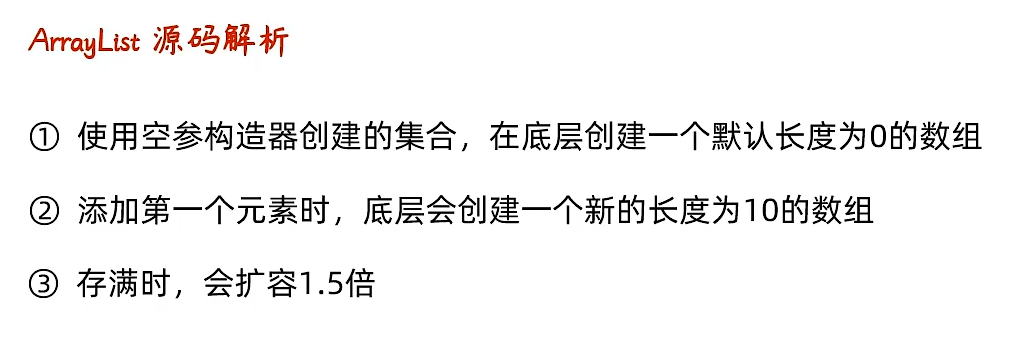 ArrayList 源码解析
① 使用空参构造器创建的集合，在底层创建一个默认长度为0的数组
② 添加第一个元素时，底层会创建一个新的长度为10的数组
③ 存满时，会扩容1.5倍